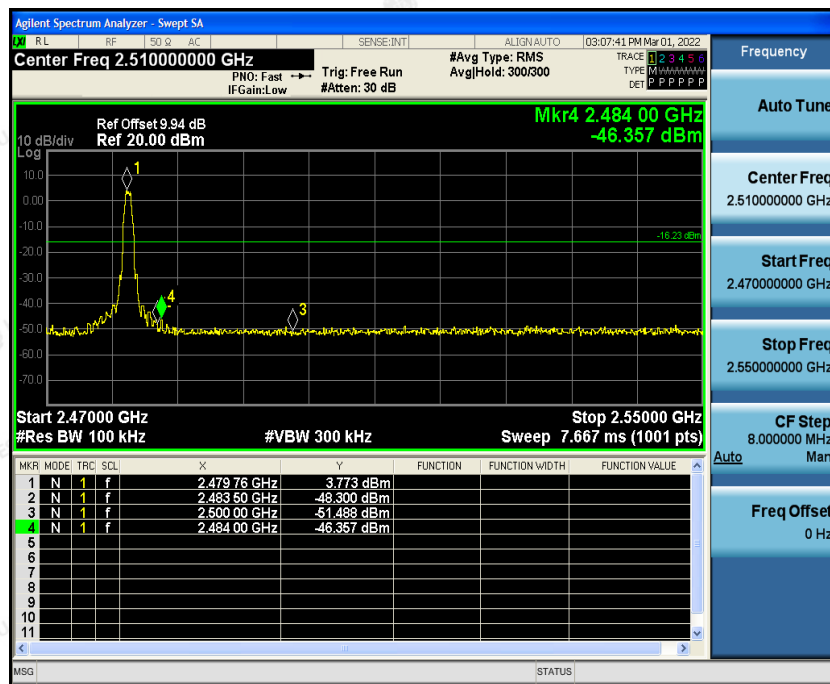 Agilent Spectrum Analyzer - Swept SA
LXI RL RF 50 Ω AC SENSE:INT ALIGN AUTO 03:07:41 PM Mar 01, 2022
Center Freq 2.510000000 GHz
PNO: Fast
IFGain:Low
Trig: Free Run
#Atten: 30 dB
#Avg Type: RMS
Avg|Hold: 300/300
TRACE 1 2 3 4 5 6
TYPE M W W W W W
DET P P P P P P
Frequency
Auto Tune
Center Freq
2.510000000 GHz
Start Freq
2.470000000 GHz
Stop Freq
2.550000000 GHz
CF Step
8.000000 MHz
Auto Man
Freq Offset
0 Hz
Mkr4 2.484 00 GHz
-46.357 dBm
Ref Offset 9.94 dB
10 dB/div Ref 20.00 dBm
Log
10.0
0.00
-10.0
-20.0
-30.0
-40.0
-50.0
-60.0
-70.0
1
4
3
-16.23 dBm
Start 2.47000 GHz Stop 2.55000 GHz
#Res BW 100 kHz #VBW 300 kHz Sweep 7.667 ms (1001 pts)
MKR MODE TRC SCL X Y FUNCTION FUNCTION WIDTH FUNCTION VALUE
1 N 1 f 2.479 76 GHz 3.773 dBm
2 N 1 f 2.483 50 GHz -48.300 dBm
3 N 1 f 2.500 00 GHz -51.488 dBm
4 N 1 f 2.484 00 GHz -46.357 dBm
5
6
7
8
9
10
11
MSG STATUS